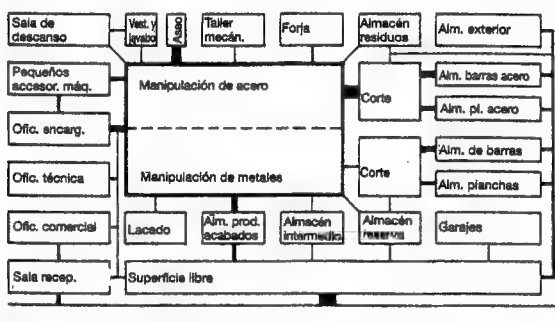 Sala de
descanso
Vest. y
lavabo
Aseo
Taller
mecán.
Forja
Almacén
residuos
Alm. exterior
Pequeños
accesor. máq.
Manipulación de acero
Corte
Alm. barras acero
Alm. pl. acero
Ofic. encarg.
Ofic. técnica
Manipulación de metales
Corte
Alm. de barras
Alm. planchas
Ofic. comercial
Lacado
Alm. prod.
acabados
Almacén
intermedio
Almacén
reserva
Garajes
Sala recep.
Superficie libre